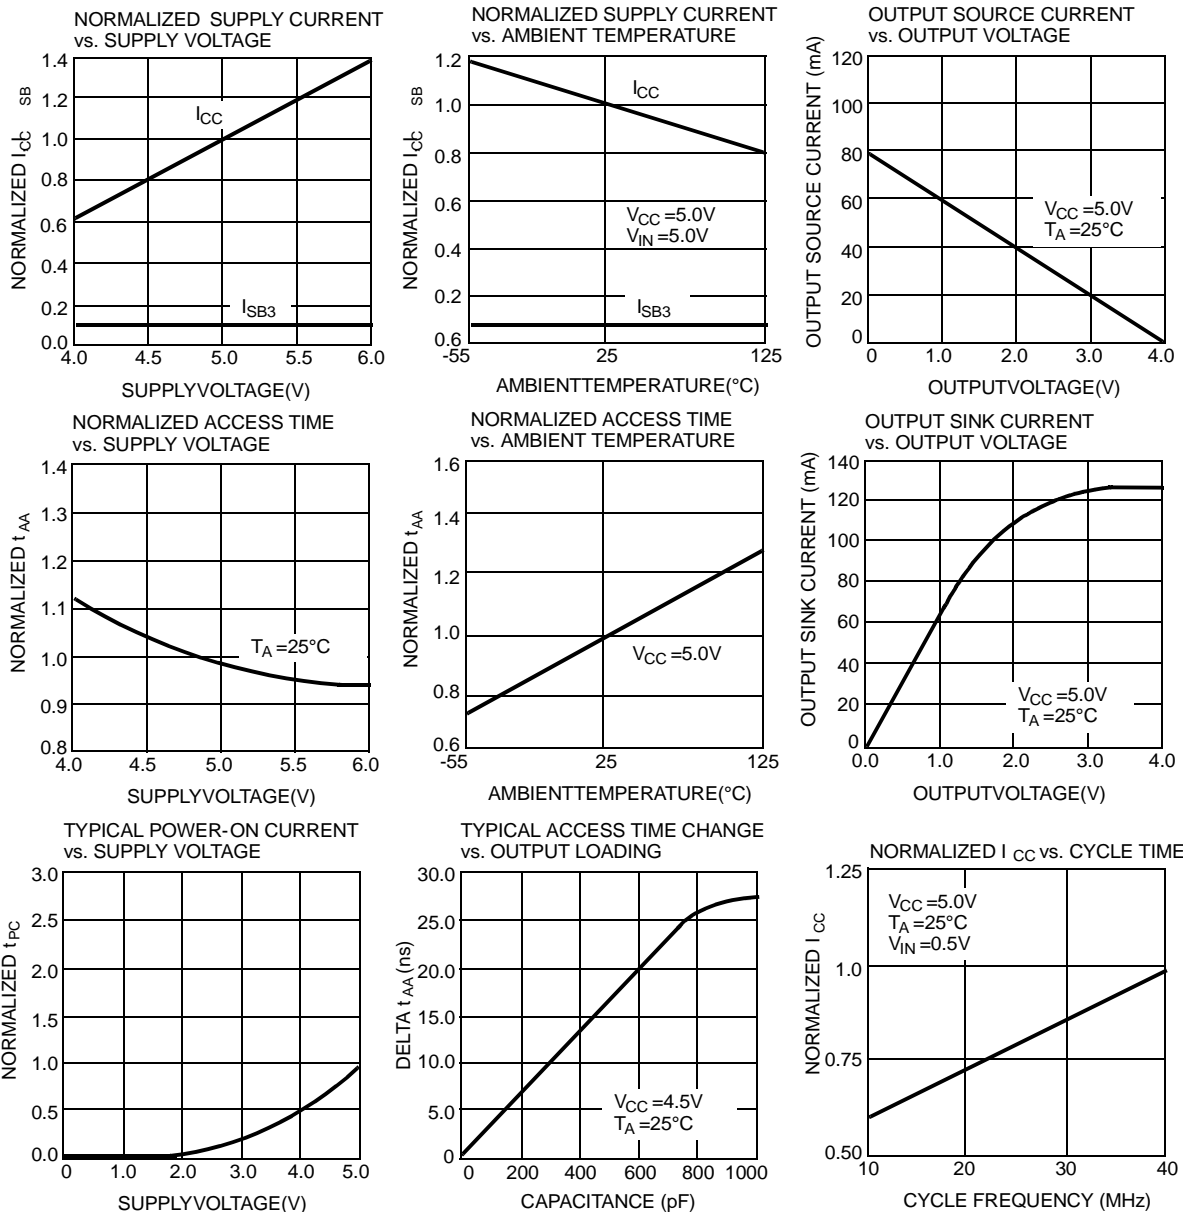 NORMALIZED SUPPLY CURRENT
vs. SUPPLY VOLTAGE
NORMALIZED ICC, ISB
1.4
1.2
1.0
0.8
0.6
0.4
0.2
0.0
ICC
ISB3
4.0 4.5 5.0 5.5 6.0
SUPPLYVOLTAGE(V)
NORMALIZED SUPPLY CURRENT
vs. AMBIENT TEMPERATURE
NORMALIZED ICC, ISB
1.2
1.0
0.8
0.6
0.4
0.2
0.6
ICC
VCC =5.0V
VIN =5.0V
ISB3
-55 25 125
AMBIENTTEMPERATURE(°C)
OUTPUT SOURCE CURRENT
vs. OUTPUT VOLTAGE
OUTPUT SOURCE CURRENT (mA)
120
100
80
60
40
20
0
VCC =5.0V
TA =25°C
0 1.0 2.0 3.0 4.0
OUTPUTVOLTAGE(V)
NORMALIZED ACCESS TIME
vs. SUPPLY VOLTAGE
NORMALIZED tAA
1.4
1.3
1.2
1.1
1.0
0.9
0.8
TA =25°C
4.0 4.5 5.0 5.5 6.0
SUPPLYVOLTAGE(V)
NORMALIZED ACCESS TIME
vs. AMBIENT TEMPERATURE
NORMALIZED tAA
1.6
1.4
1.2
1.0
0.8
0.6
VCC =5.0V
-55 25 125
AMBIENTTEMPERATURE(°C)
OUTPUT SINK CURRENT
vs. OUTPUT VOLTAGE
OUTPUT SINK CURRENT (mA)
140
120
100
80
60
40
20
0
VCC =5.0V
TA =25°C
0.0 1.0 2.0 3.0 4.0
OUTPUTVOLTAGE(V)
TYPICAL POWER-ON CURRENT
vs. SUPPLY VOLTAGE
NORMALIZED tPC
3.0
2.5
2.0
1.5
1.0
0.5
0.0
0 1.0 2.0 3.0 4.0 5.0
SUPPLYVOLTAGE(V)
TYPICAL ACCESS TIME CHANGE
vs. OUTPUT LOADING
DELTA tAA (ns)
30.0
25.0
20.0
15.0
10.0
5.0
0
VCC =4.5V
TA =25°C
0 200 400 600 800 1000
CAPACITANCE (pF)
NORMALIZED ICC vs. CYCLE TIME
NORMALIZED ICC
1.25
1.0
0.75
0.50
VCC =5.0V
TA =25°C
VIN =0.5V
10 20 30 40
CYCLE FREQUENCY (MHz)